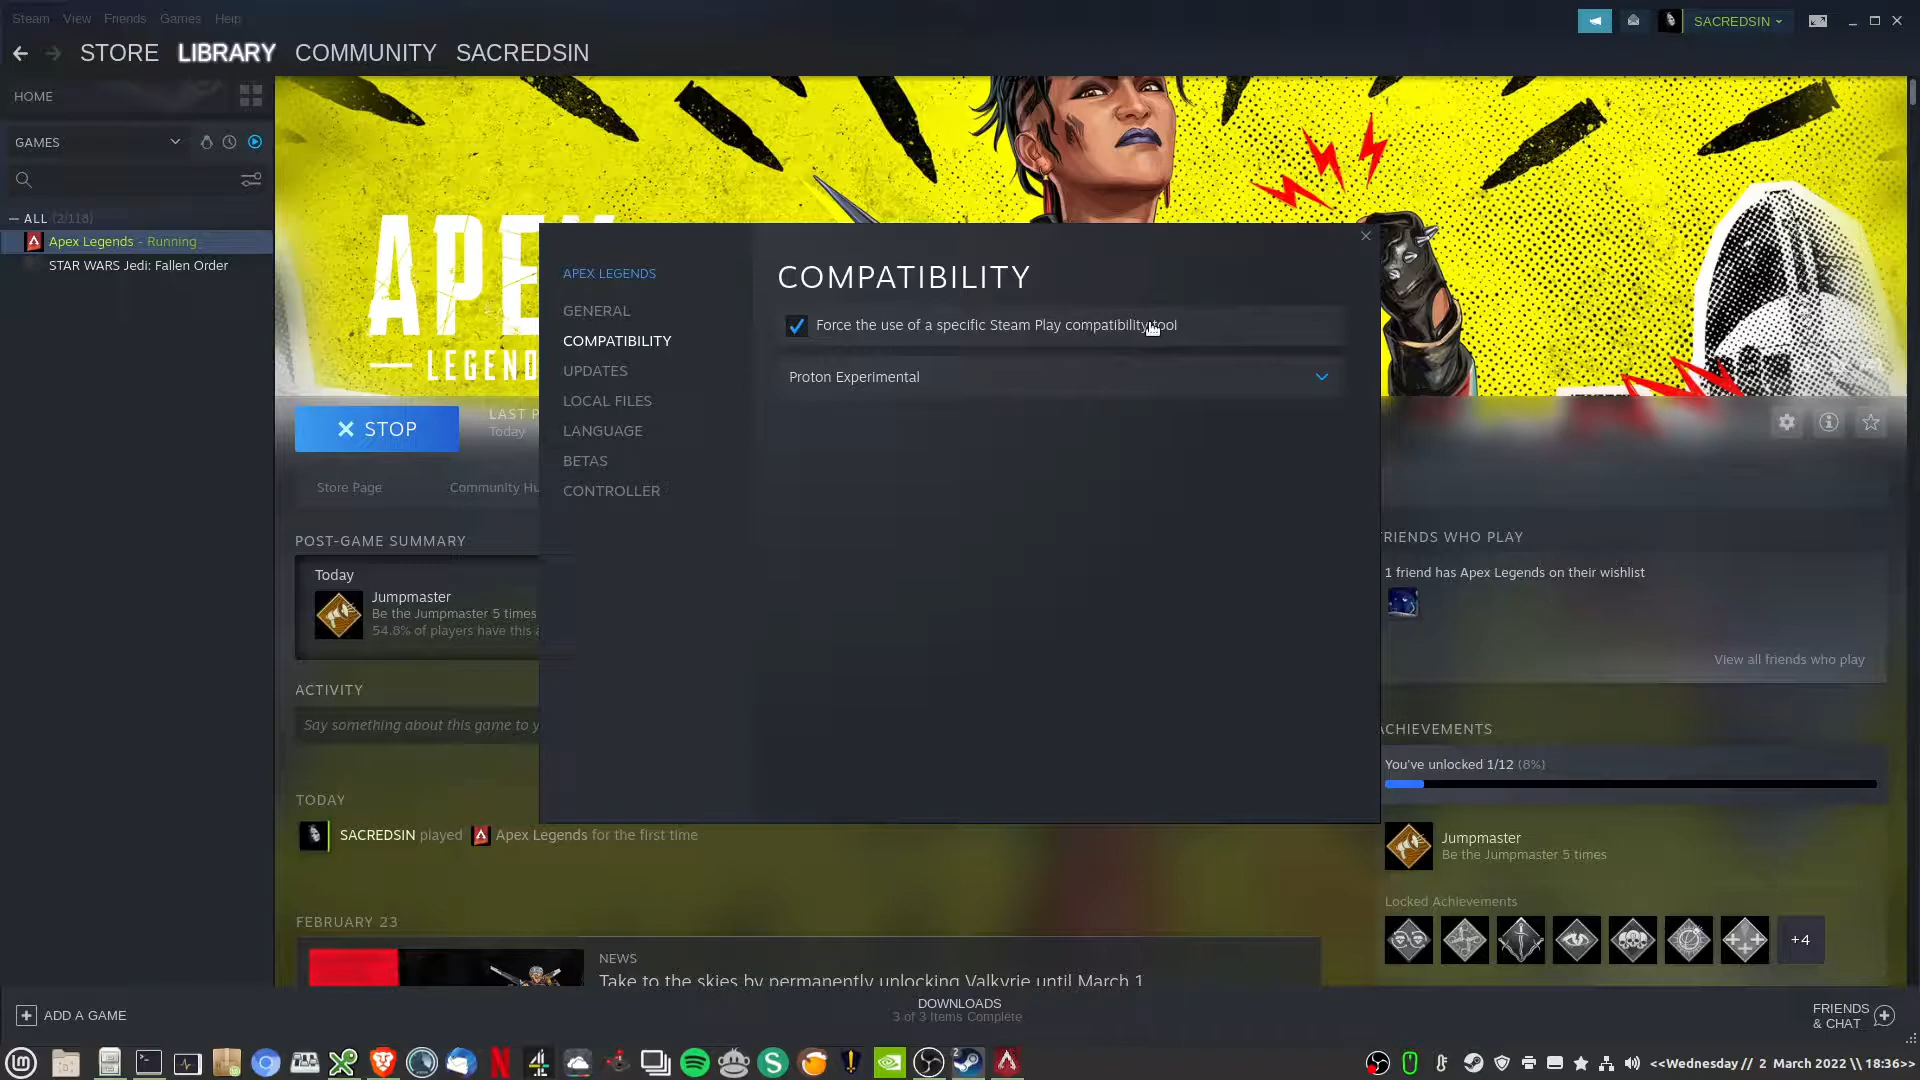 Steam View Friends Games Help
SACREDSIN
STORE LIBRARY COMMUNITY SACREDSIN
HOME
GAMES
ALL (2/118)
Apex Legends - Running
STAR WARS Jedi: Fallen Order
APE
LEGEND
APEX LEGENDS
GENERAL
COMPATIBILITY
UPDATES
LOCAL FILES
LANGUAGE
BETAS
CONTROLLER
COMPATIBILITY
Force the use of a specific Steam Play compatibility tool
Proton Experimental
STOP
LAST P
Today
Store Page
Community Hu
POST-GAME SUMMARY
Today
Jumpmaster
Be the Jumpmaster 5 times
54.8% of players have this a
ACTIVITY
Say something about this game to y
TODAY
SACREDSIN played Apex Legends for the first time
FEBRUARY 23
NEWS
Take to the skies by permanently unlocking Valkyrie until March 1
RIENDS WHO PLAY
1 friend has Apex Legends on their wishlist
View all friends who play
ACHIEVEMENTS
You've unlocked 1/12 (8%)
Jumpmaster
Be the Jumpmaster 5 times
Locked Achievements
+4
ADD A GAME
DOWNLOADS
3 of 3 Items Complete
FRIENDS
& CHAT
2
<<Wednesday // 2 March 2022 \\ 18:36>>